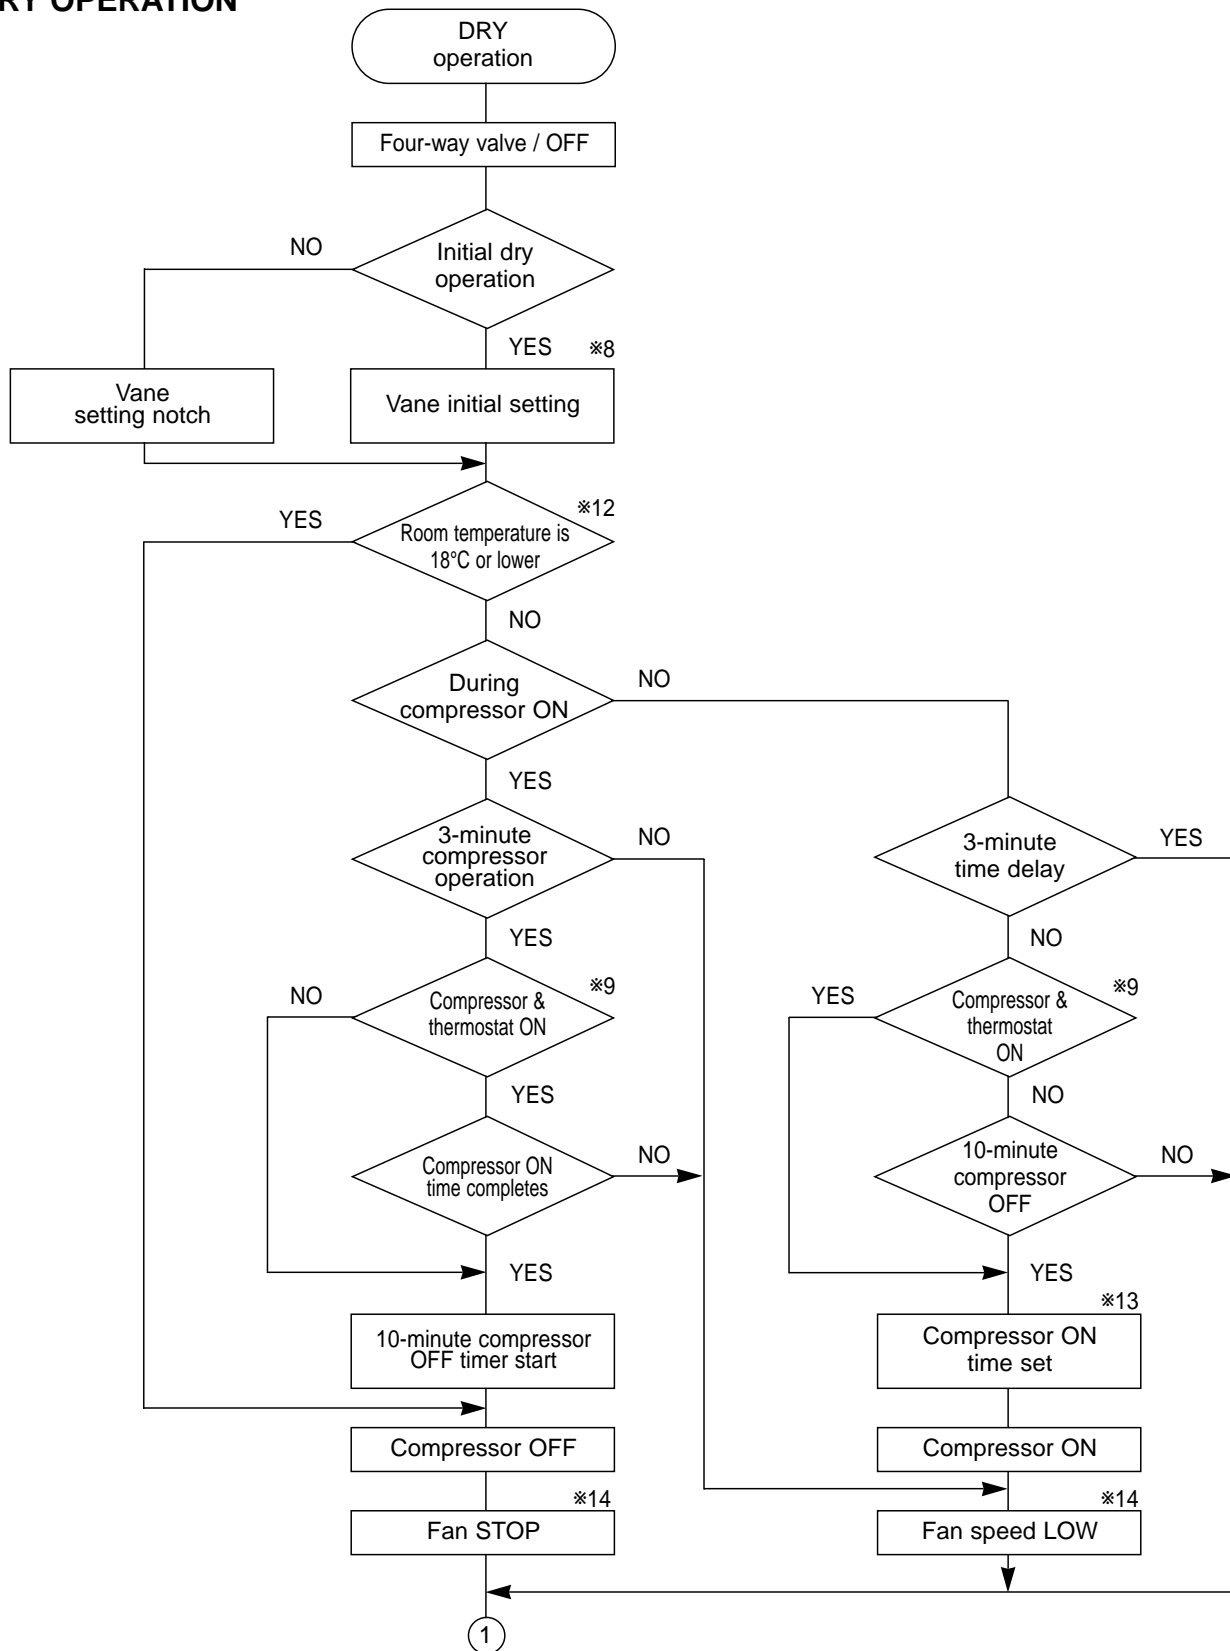 RY OPERATION
DRY
operation
Four-way valve / OFF
Initial dry
operation
NO
YES
※8
Vane
setting notch
Vane initial setting
※12
YES
Room temperature is
18°C or lower
NO
During
compressor ON
NO
YES
3-minute
compressor
operation
NO
3-minute
time delay
YES
YES
NO
NO
Compressor &
thermostat ON
※9
YES
Compressor &
thermostat
ON
※9
YES
NO
Compressor ON
time completes
NO
10-minute
compressor
OFF
NO
YES
YES
※13
10-minute compressor
OFF timer start
Compressor ON
time set
Compressor OFF
Compressor ON
※14
※14
Fan STOP
Fan speed LOW
1